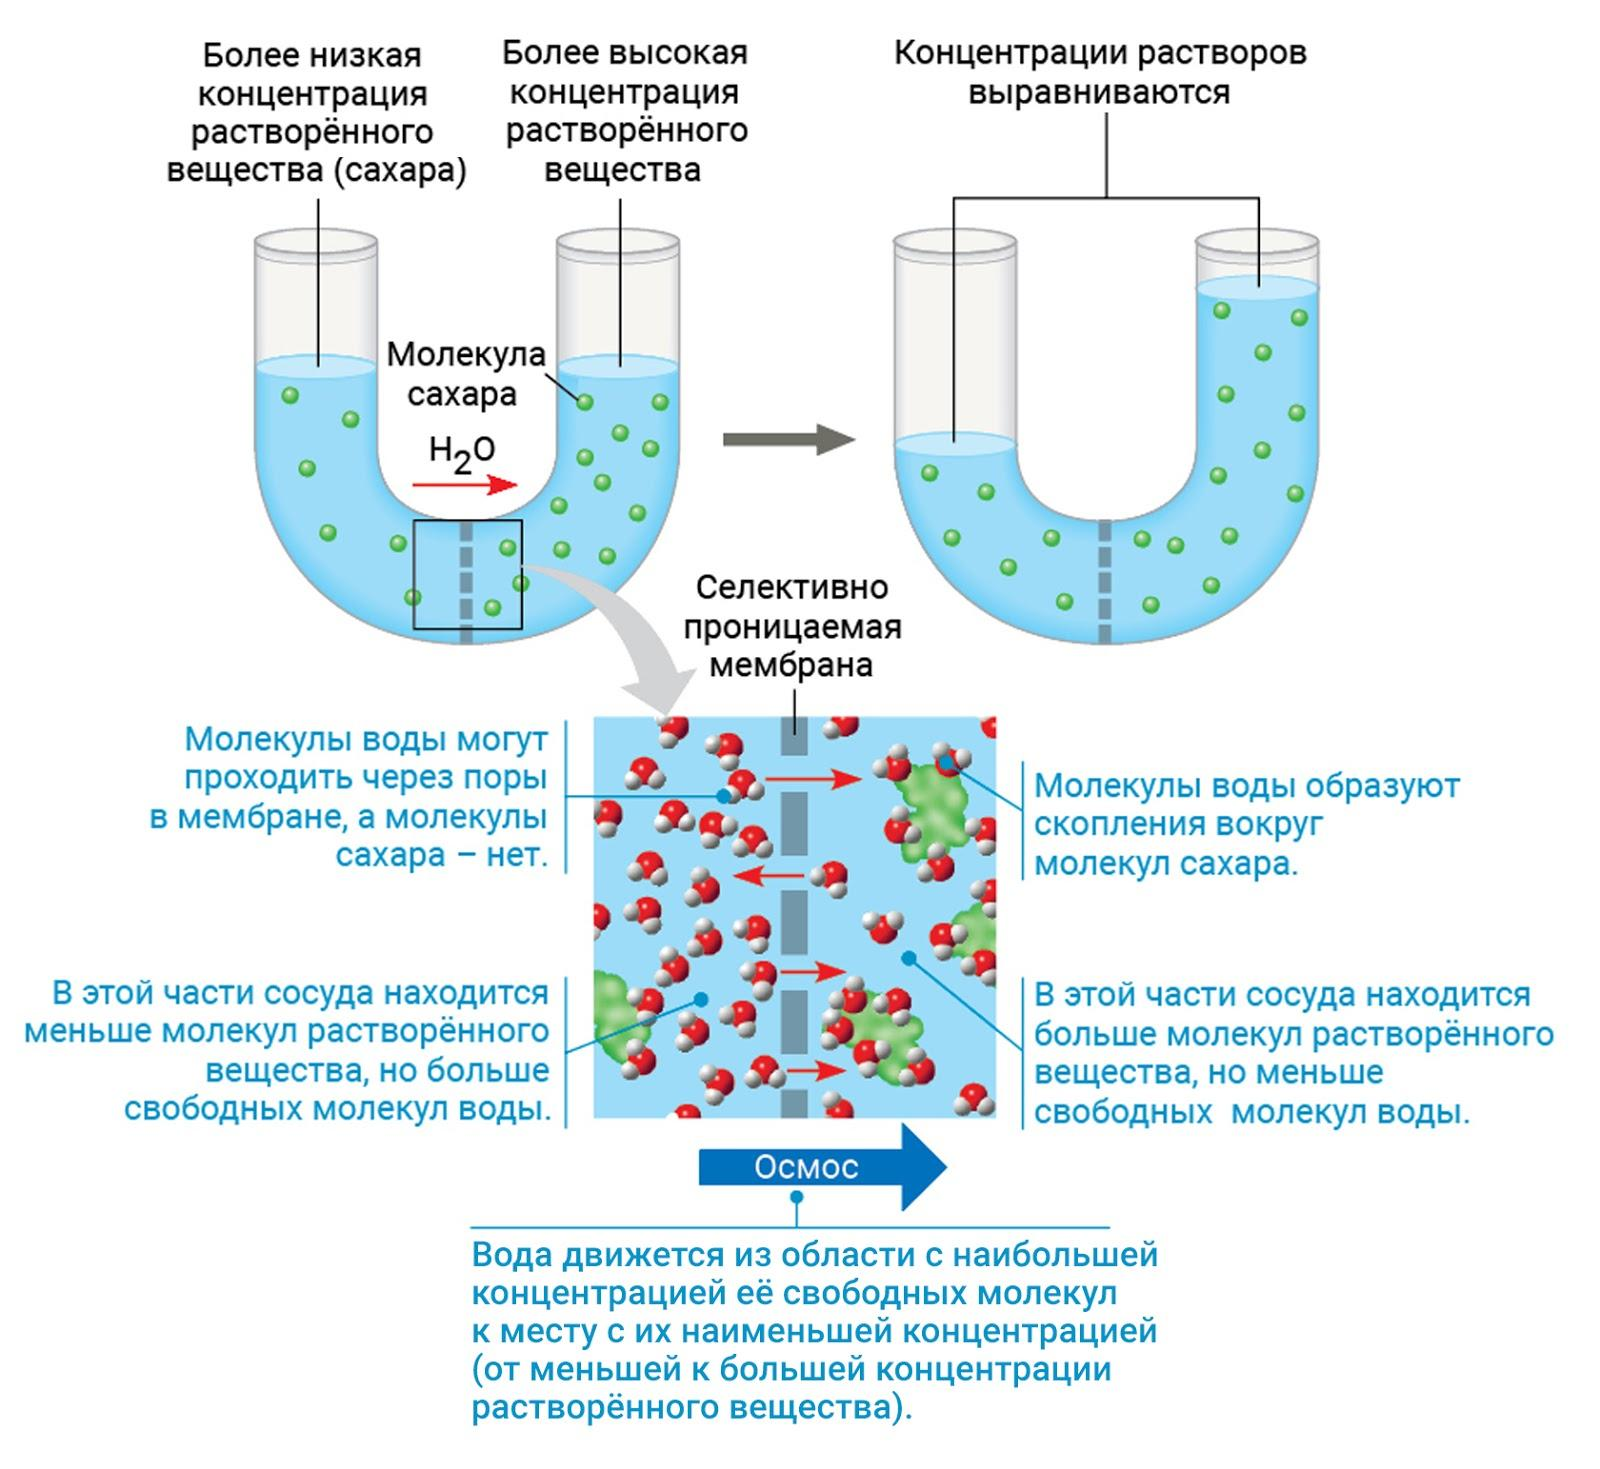 Более низкая
концентрация
растворённого
вещества (сахара)
Более высокая
концентрация
растворённого
вещества
Концентрации растворов
выравниваются
Молекула
сахара
H₂O
Селективно
проницаемая
мембрана
Молекулы воды могут
проходить через поры
в мембране, а молекулы
сахара – нет.
Молекулы воды образуют
скопления вокруг
молекул сахара.
В этой части сосуда находится
меньше молекул растворённого
вещества, но больше
свободных молекул воды.
В этой части сосуда находится
больше молекул растворённого
вещества, но меньше
свободных молекул воды.
Осмос
Вода движется из области с наибольшей
концентрацией её свободных молекул
к месту с их наименьшей концентрацией
(от меньшей к большей концентрации
растворённого вещества).